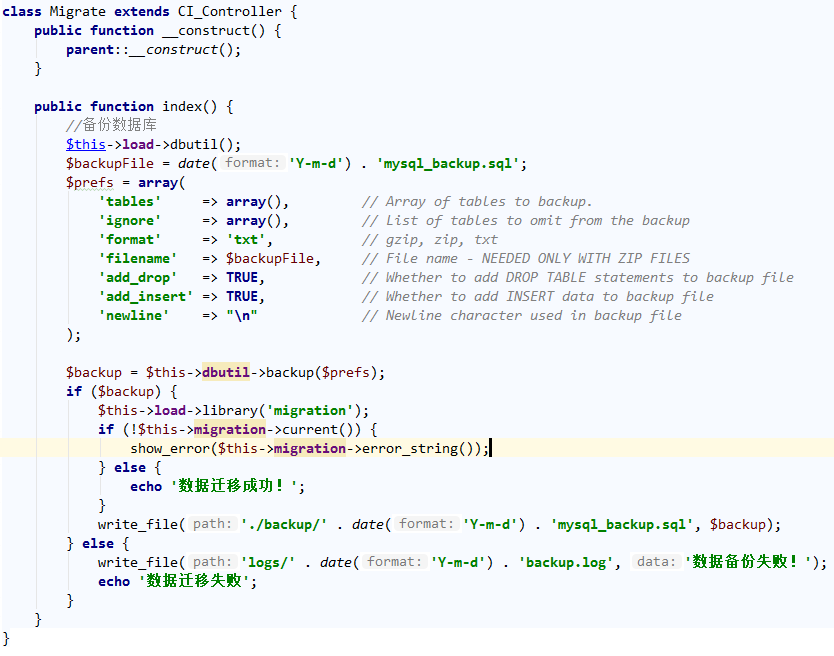 class Migrate extends CI_Controller {
    public function __construct() {
        parent::__construct();
    }

    public function index() {
        //备份数据库
        $this->load->dbutil();
        $backupFile = date( format: 'Y-m-d') . 'mysql_backup.sql';
        $prefs = array(
            'tables'     => array(),         // Array of tables to backup.
            'ignore'     => array(),         // List of tables to omit from the backup
            'format'     => 'txt',           // gzip, zip, txt
            'filename'   => $backupFile,     // File name - NEEDED ONLY WITH ZIP FILES
            'add_drop'   => TRUE,            // Whether to add DROP TABLE statements to backup file
            'add_insert' => TRUE,            // Whether to add INSERT data to backup file
            'newline'    => "\n"             // Newline character used in backup file
        );

        $backup = $this->dbutil->backup($prefs);
        if ($backup) {
            $this->load->library('migration');
            if (!$this->migration->current()) {
                show_error($this->migration->error_string());
            } else {
                echo '数据迁移成功！';
            }
            write_file( path: './backup/' . date( format: 'Y-m-d') . 'mysql_backup.sql', $backup);
        } else {
            write_file( path: 'logs/' . date( format: 'Y-m-d') . 'backup.log', data: '数据备份失败！');
            echo '数据迁移失败';
        }
    }
}